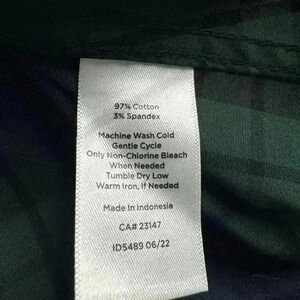 97% Cotton
3% Spandex
Machine Wash Cold
Gentle Cycle
Only Non-Chlorine Bleach
When Needed
Tumble Dry Low
Warm Iron, If Needed
Made in Indonesia
CA# 23147
ID5489 06/22